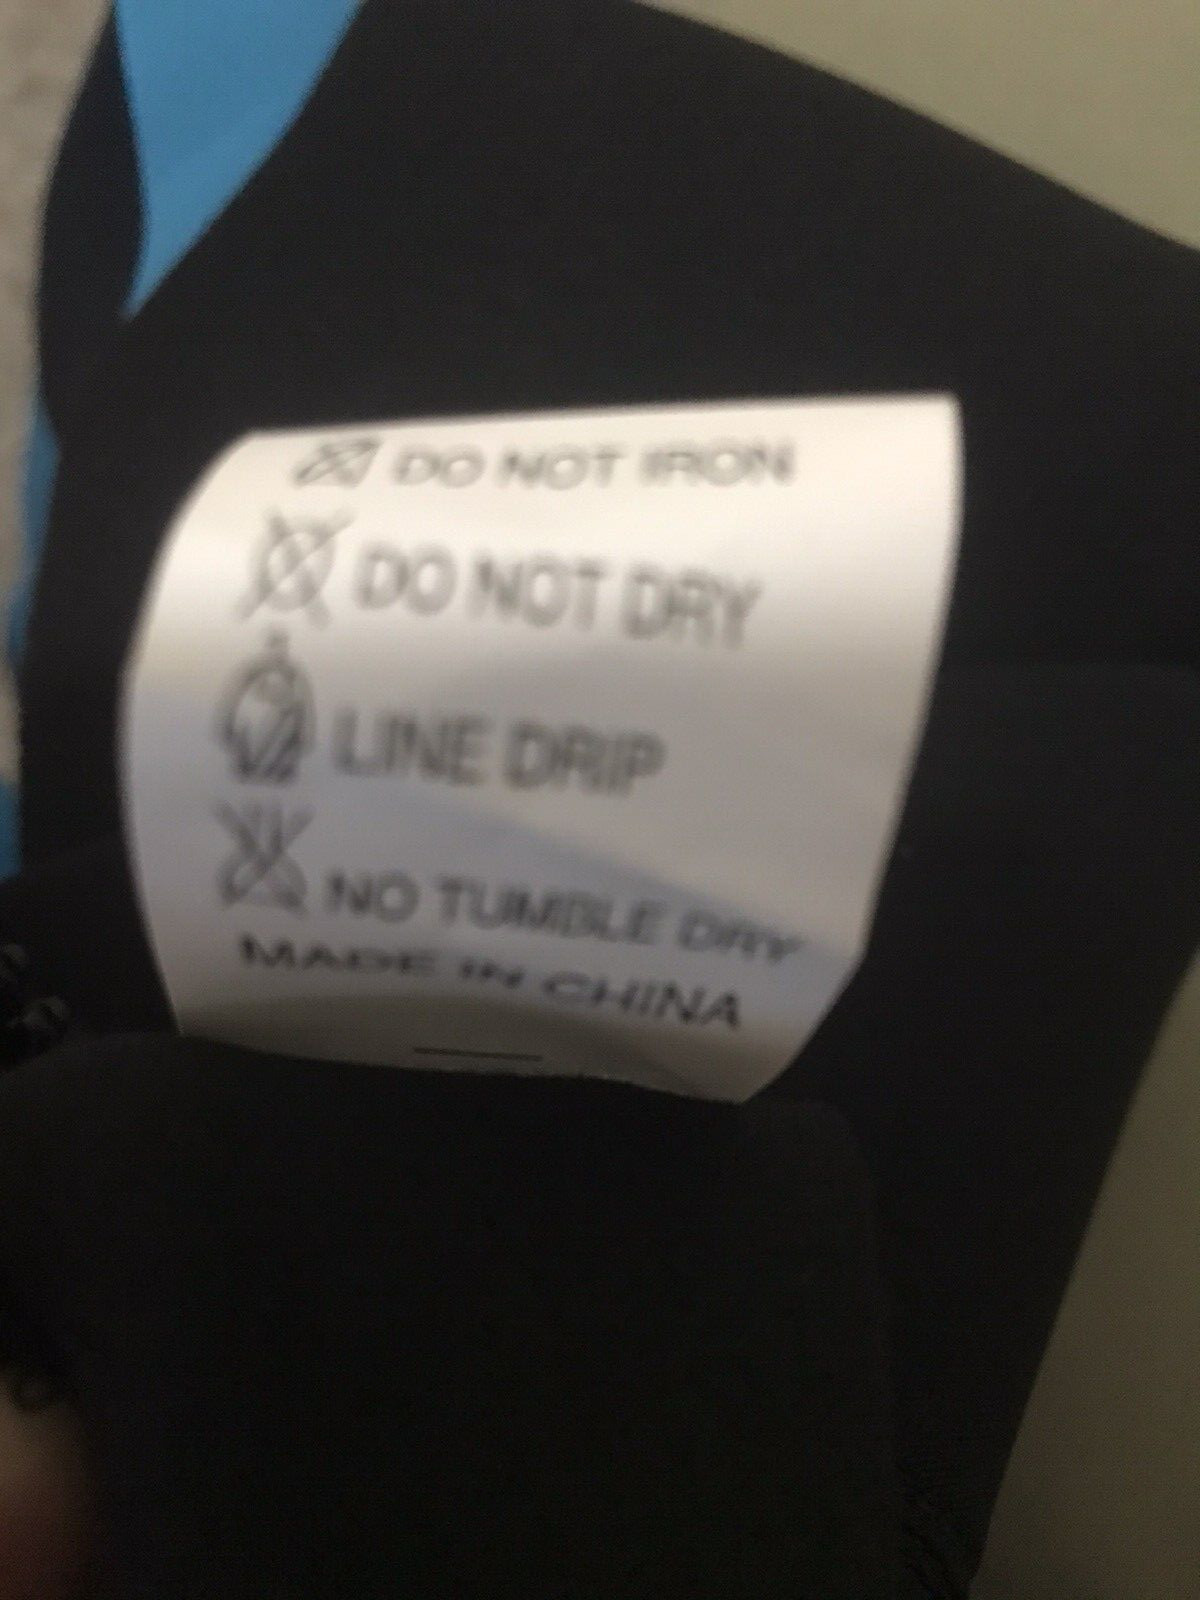 DO NOT IRON
DO NOT DRY
LINE DRIP
NO TUMBLE DRY
MADE IN CHINA